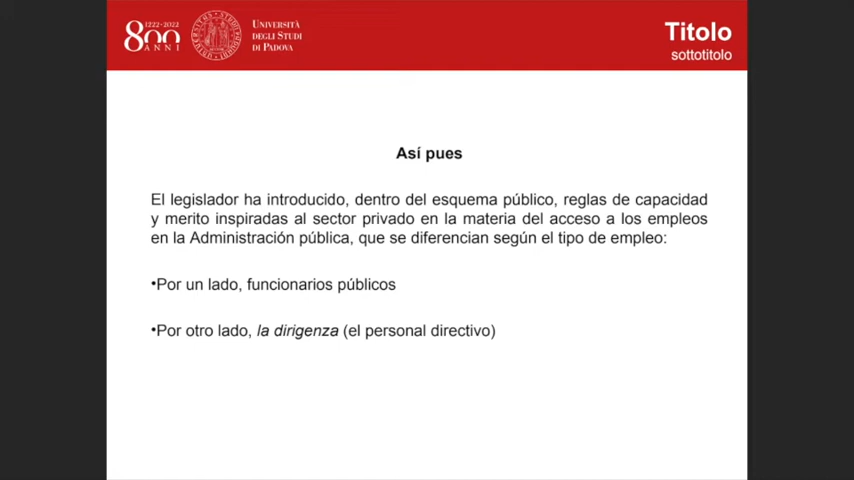 1222·2022
800
ANNI
Università
degli Studi
di Padova
Titolo
sottotitolo
Así pues
El legislador ha introducido, dentro del esquema público, reglas de capacidad
y merito inspiradas al sector privado en la materia del acceso a los empleos
en la Administración pública, que se diferencian según el tipo de empleo:
•Por un lado, funcionarios públicos
•Por otro lado, la dirigenza (el personal directivo)